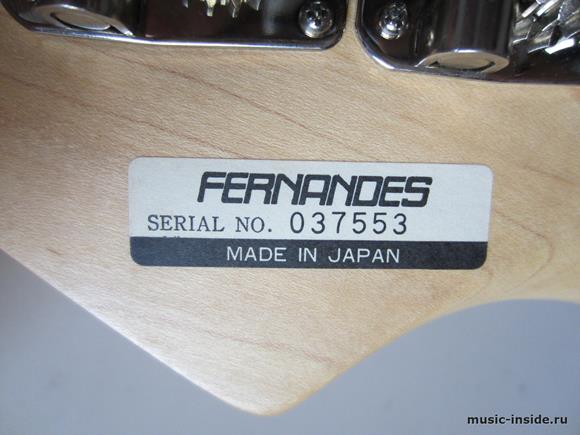 FERNANDES
SERIAL NO. 037553
MADE IN JAPAN
music-inside.ru